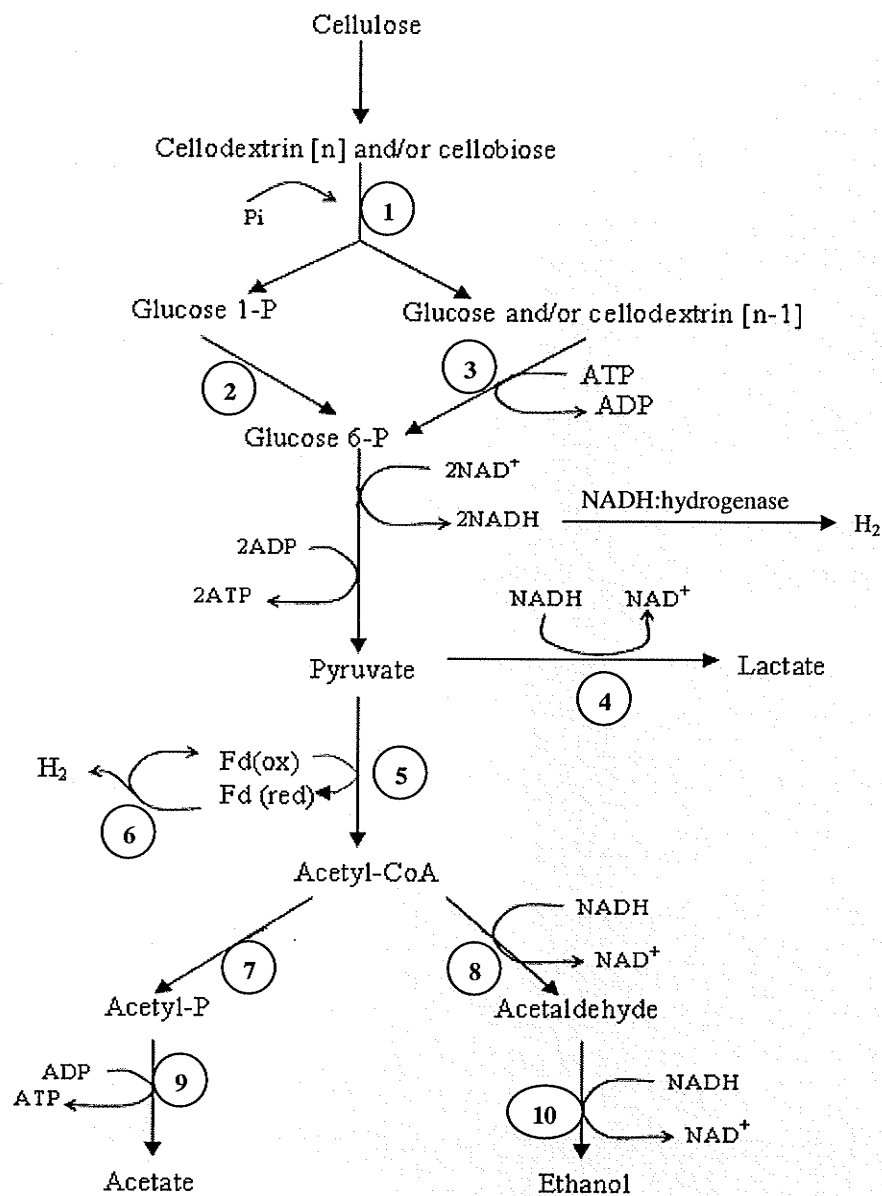 Cellulose
Cellodextrin [n] and/or cellobiose
Pi
1
Glucose 1-P
Glucose and/or cellodextrin [n-1]
2
3
ATP
ADP
Glucose 6-P
2NAD+
2NADH
NADH:hydrogenase
H2
2ADP
2ATP
NADH
NAD+
Pyruvate
Lactate
4
H2
Fd(ox)
Fd (red)
5
6
Acetyl-CoA
NADH
NAD+
7
8
Acetyl-P
Acetaldehyde
ADP
ATP
9
10
NADH
NAD+
Acetate
Ethanol